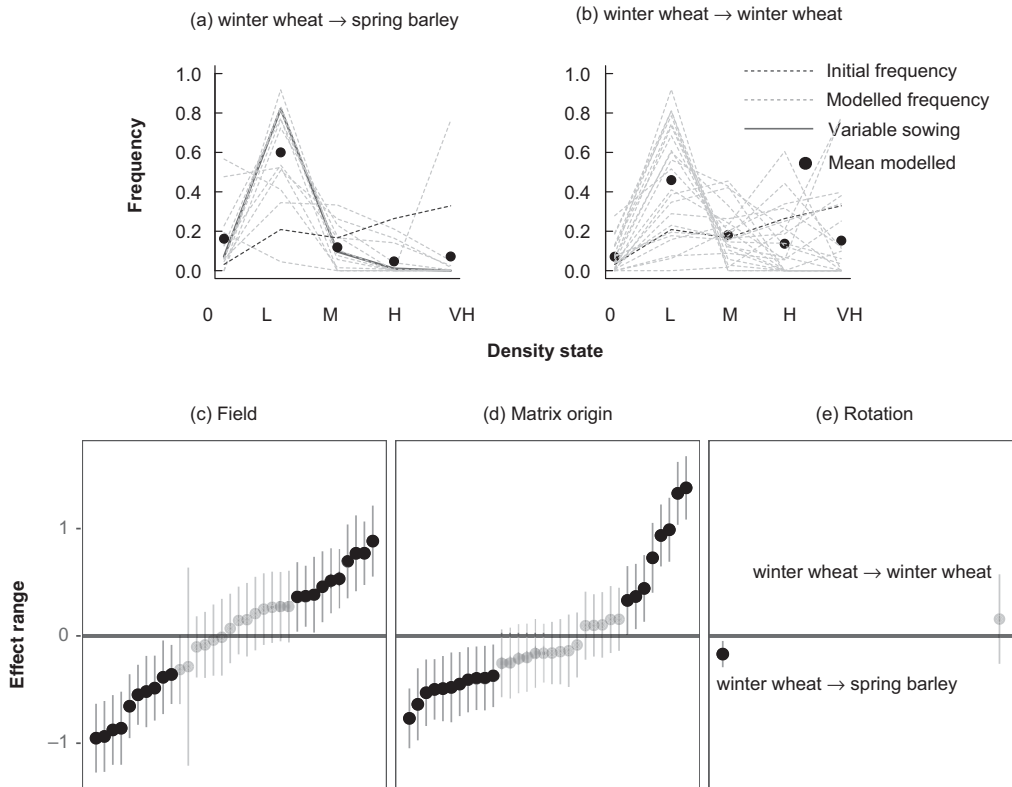 (a) winter wheat → spring barley
(b) winter wheat → winter wheat
1.0
0.8
0.6
0.4
0.2
0.0
Frequency
0 L M H VH
1.0
0.8
0.6
0.4
0.2
0.0
0 L M H VH
Initial frequency
Modelled frequency
Variable sowing
Mean modelled
Density state
(c) Field
(d) Matrix origin
(e) Rotation
Effect range
1
0
−1
winter wheat → winter wheat
winter wheat → spring barley